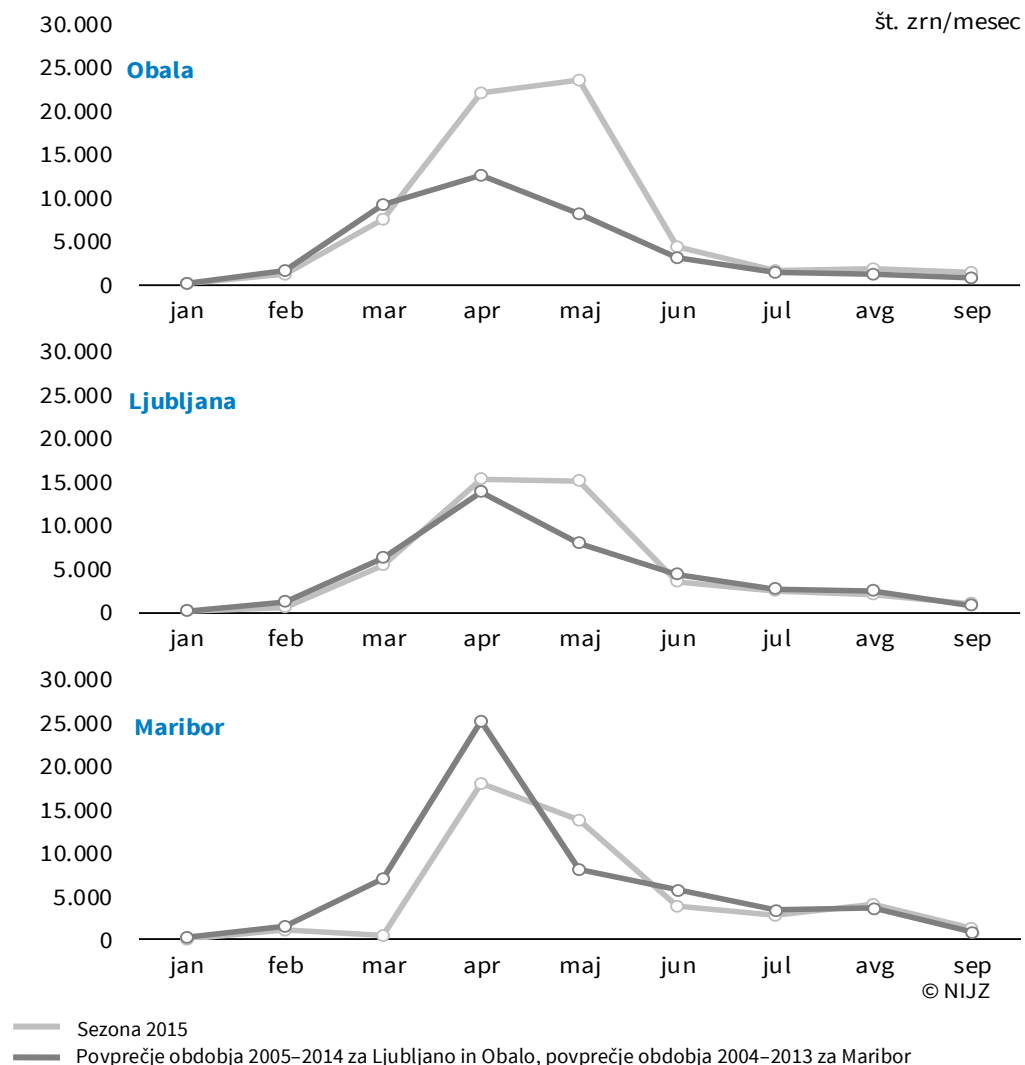 št. zrn/mesec
30.000
25.000
Obala
20.000
15.000
10.000
5.000
0
jan feb mar apr maj jun jul avg sep
30.000
25.000
Ljubljana
20.000
15.000
10.000
5.000
0
jan feb mar apr maj jun jul avg sep
30.000
25.000
Maribor
20.000
15.000
10.000
5.000
0
jan feb mar apr maj jun jul avg sep
© NIJZ
Sezona 2015
Povprečje obdobja 2005–2014 za Ljubljano in Obalo, povprečje obdobja 2004–2013 za Maribor